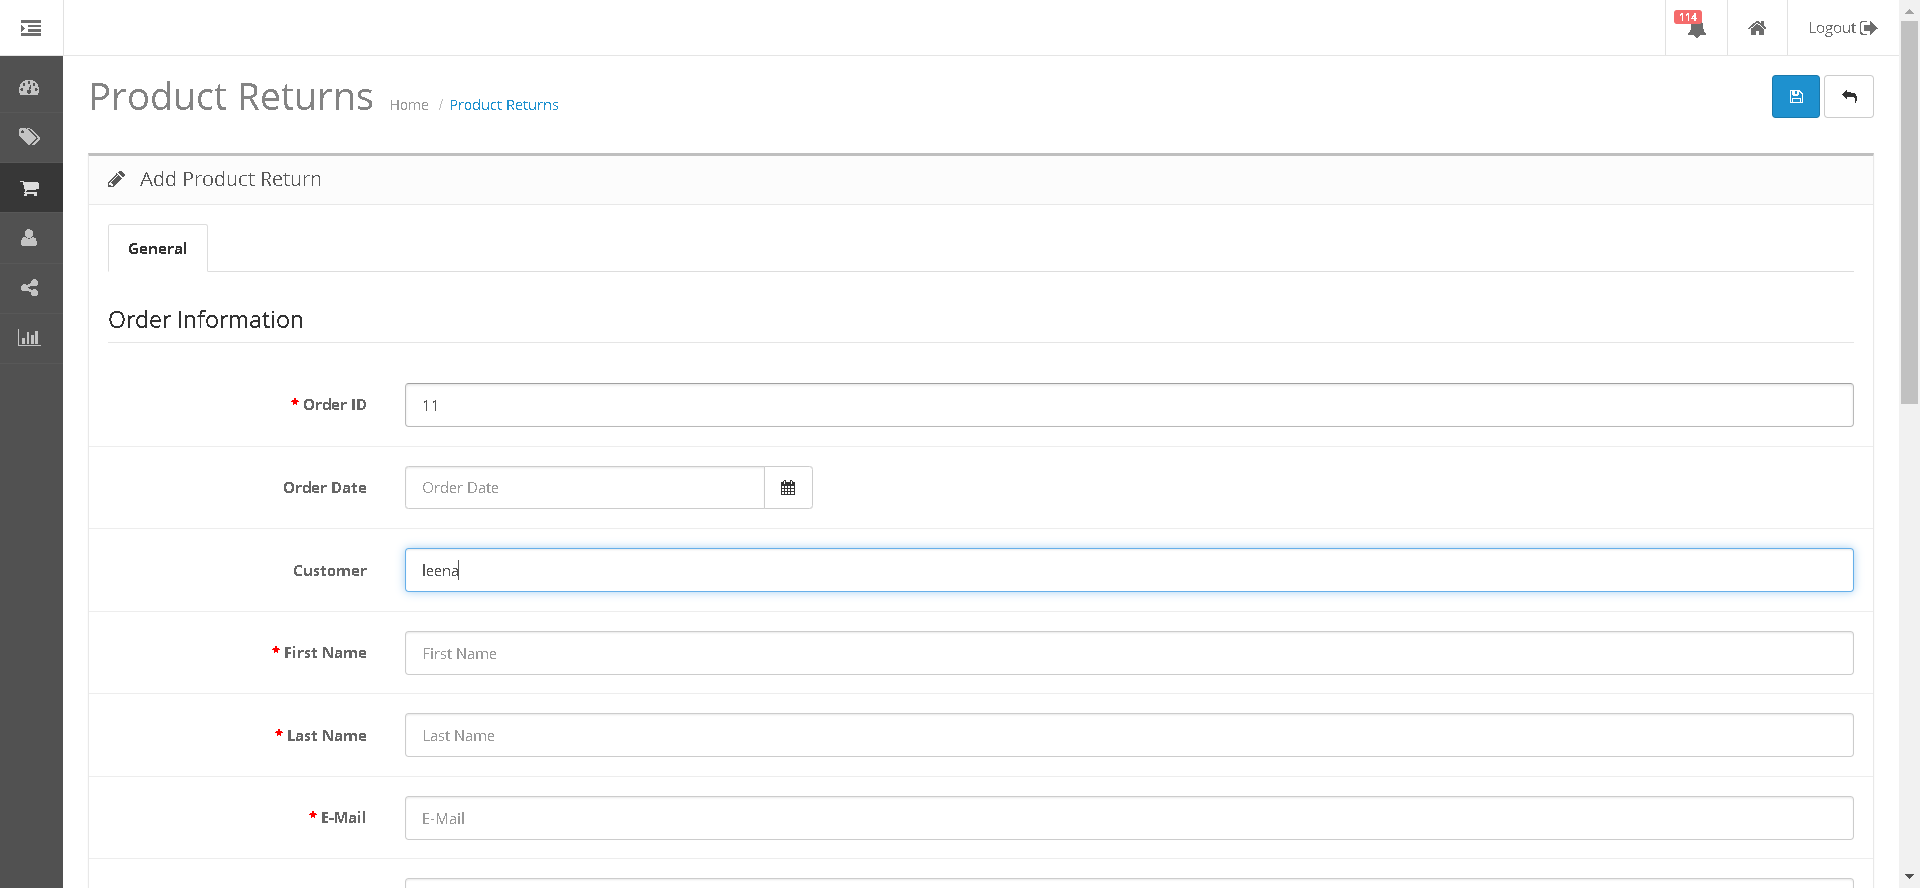 114
Logout
Product Returns
Home / Product Returns
Add Product Return
General
Order Information
* Order ID
11
Order Date
Order Date
Customer
leena
* First Name
First Name
* Last Name
Last Name
* E-Mail
E-Mail